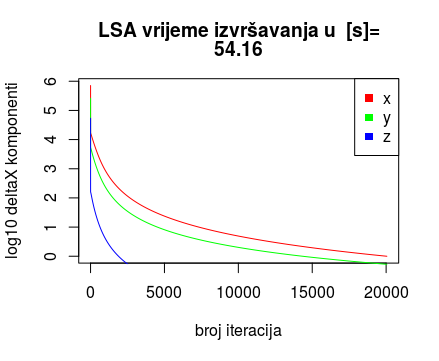 LSA vrijeme izvršavanja u  [s]=
54.16
log10 deltaX komponenti
6
5
4
3
2
1
0
x
y
z
0 5000 10000 15000 20000
broj iteracija